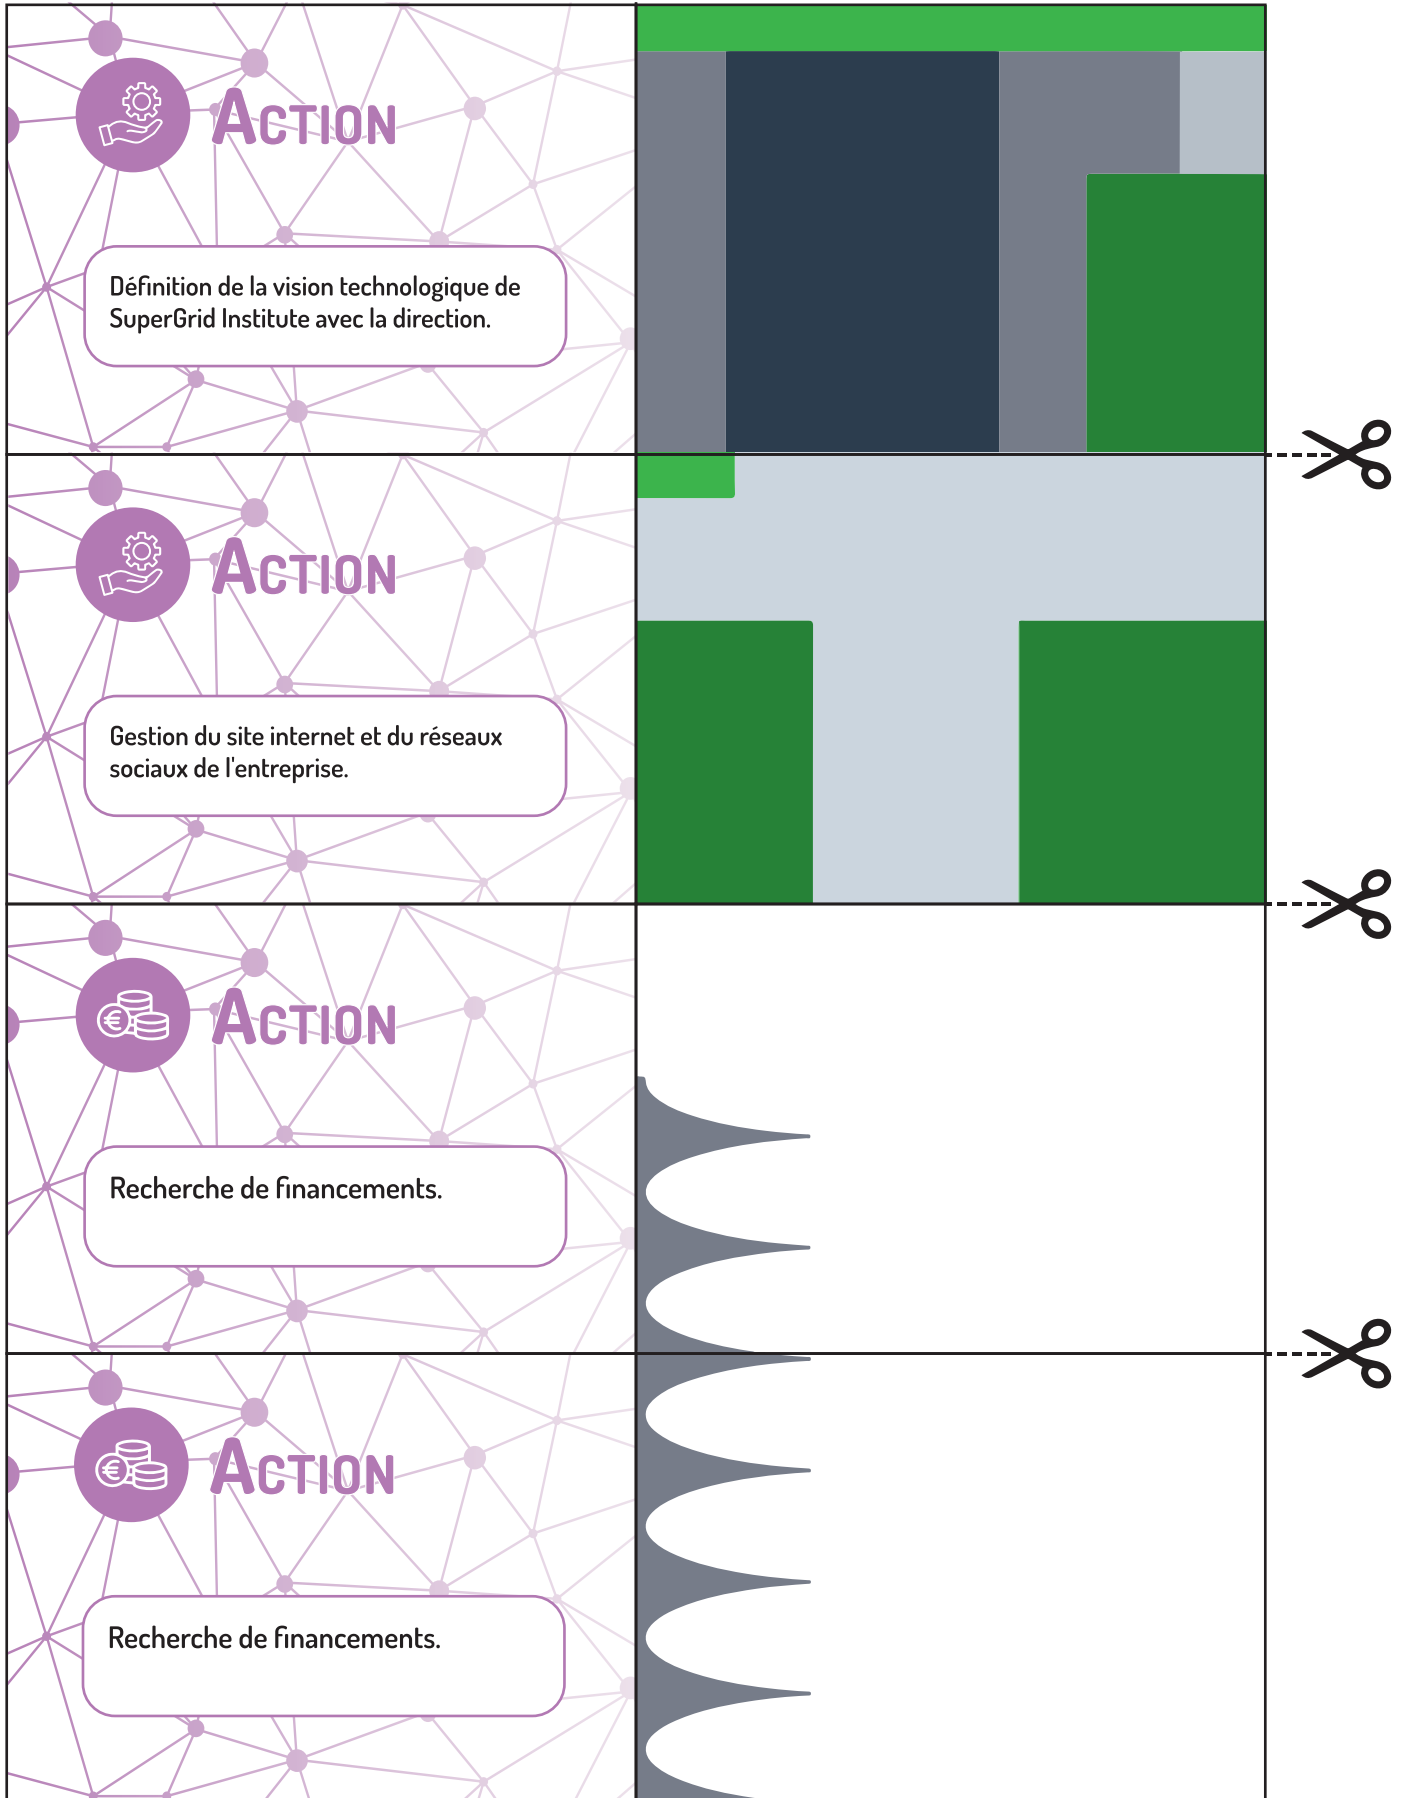 ACTION
Définition de la vision technologique de
SuperGrid Institute avec la direction.
ACTION
Gestion du site internet et du réseaux
sociaux de l'entreprise.
€
ACTION
Recherche de financements.
€
ACTION
Recherche de financements.